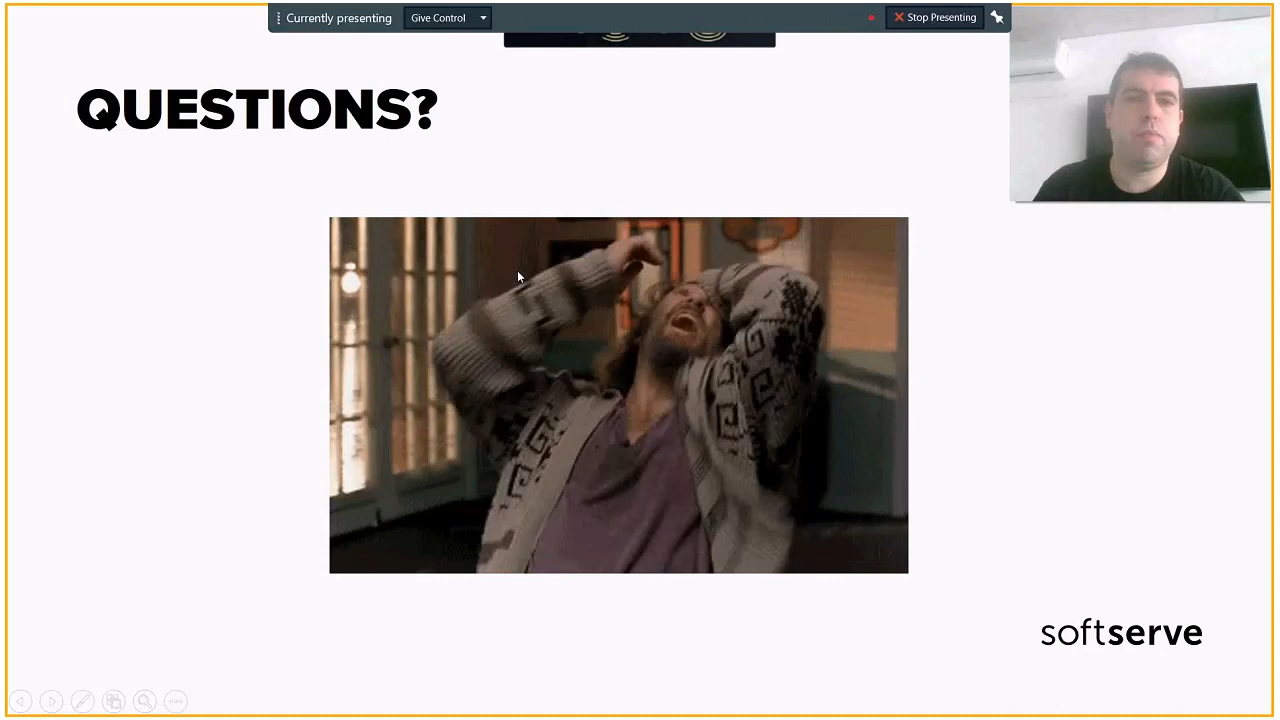 Currently presenting
Give Control
Stop Presenting
QUESTIONS?
softserve